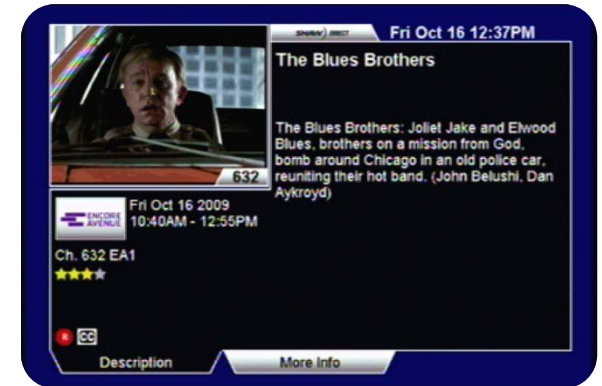 SHAW) DIRECT
Fri Oct 16 12:37PM
The Blues Brothers
The Blues Brothers: Joliet Jake and Elwood
Blues, brothers on a mission from God,
bomb around Chicago in an old police car,
reuniting their hot band. (John Belushi, Dan
Aykroyd)
632
ENCORE
AVENUE
Fri Oct 16 2009
10:40AM - 12:55PM
Ch. 632 EA1
R
CC
Description
More Info